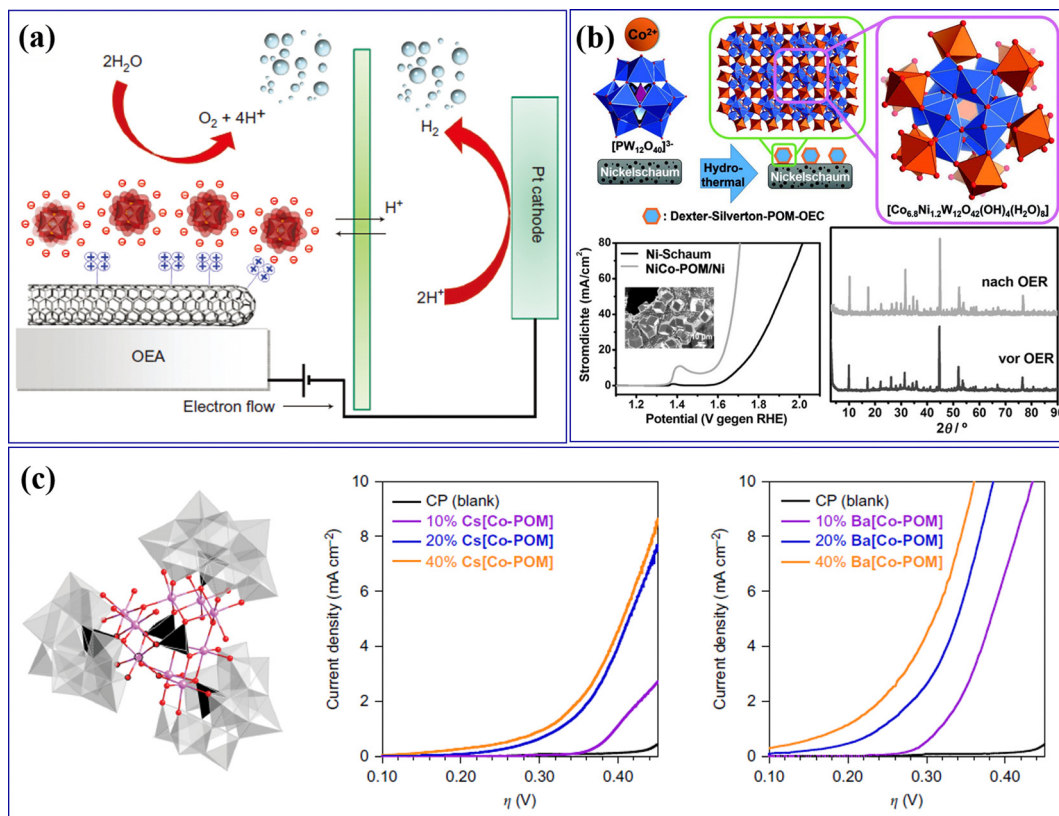 (a)
2H₂O
O₂ + 4H⁺
H₂
H⁺
2H⁺
Pt cathode
OEA
Electron flow
(b)
Co²⁺
[PW₁₂O₄₀]³⁻
Nickelschaum
Hydro-
thermal
Nickelschaum
[Co₆.₈Ni₁.₂W₁₂O₄₂(OH)₄(H₂O)₈]
: Dexter-Silverton-POM-OEC
Stromdichte (mA/cm²)
80
60
40
20
0
Ni-Schaum
NiCo-POM/Ni
10 µm
1.2 1.4 1.6 1.8 2.0
Potential (V gegen RHE)
nach OER
vor OER
10 20 30 40 50 60 70 80 90
2θ / °
(c)
Current density (mA cm⁻²)
10
8
6
4
2
0
CP (blank)
10% Cs[Co-POM]
20% Cs[Co-POM]
40% Cs[Co-POM]
0.10 0.20 0.30 0.40
η (V)
Current density (mA cm⁻²)
10
8
6
4
2
0
CP (blank)
10% Ba[Co-POM]
20% Ba[Co-POM]
40% Ba[Co-POM]
0.10 0.20 0.30 0.40
η (V)